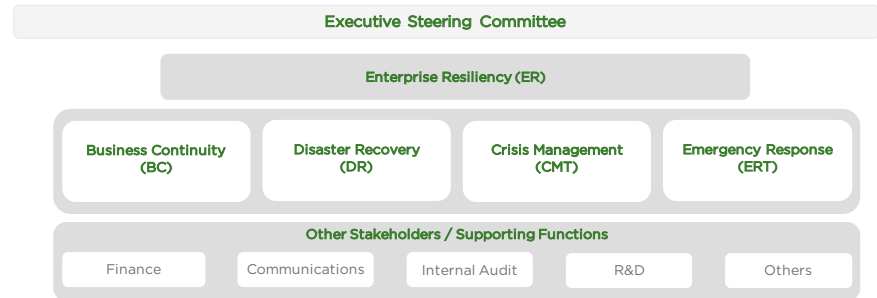 Executive Steering Committee
Enterprise Resiliency (ER)
Business Continuity
(BC)
Disaster Recovery
(DR)
Crisis Management
(CMT)
Emergency Response
(ERT)
Other Stakeholders / Supporting Functions
Finance
Communications
Internal Audit
R&D
Others